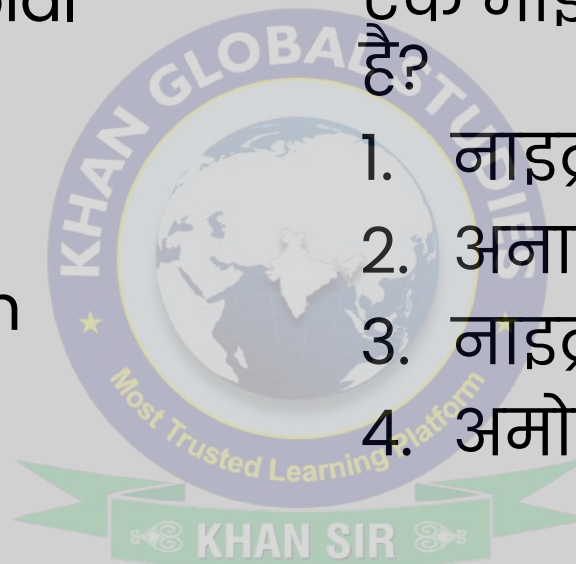 है?
1. नाइट्र
2. अना
3. नाइट्र
4. अमो
KHAN GLOBAL STUDIES
Most Trusted Learning Platform
KHAN SIR